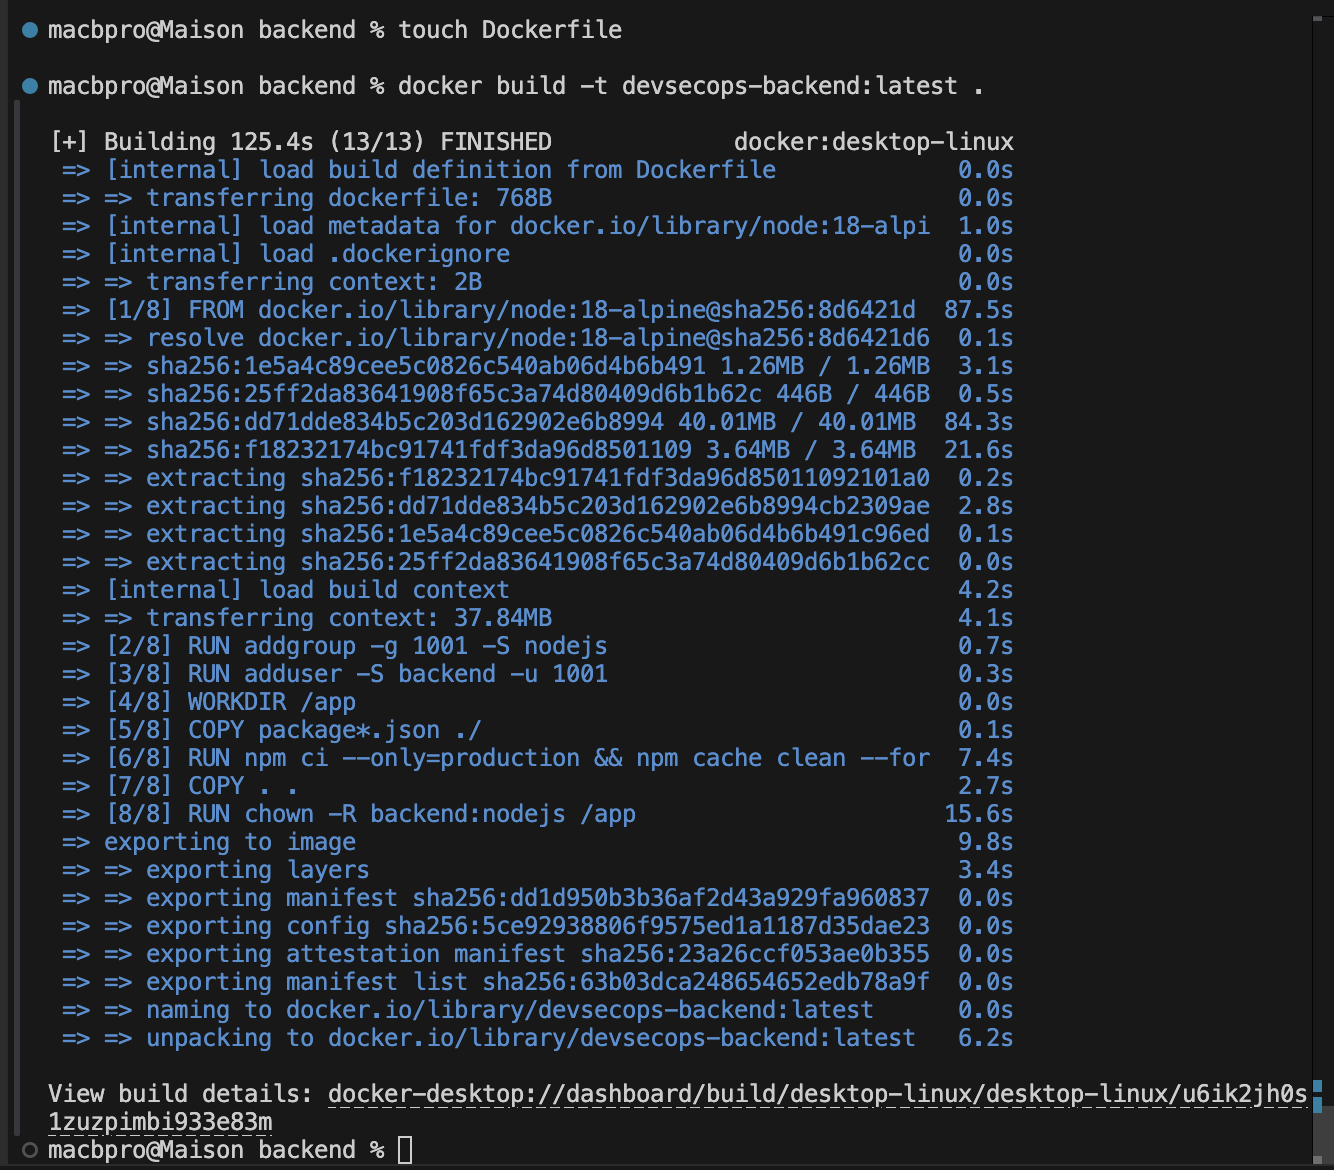 macbpro@Maison backend % touch Dockerfile
macbpro@Maison backend % docker build -t devsecops-backend:latest .
[+] Building 125.4s (13/13) FINISHED docker:desktop-linux
=> [internal] load build definition from Dockerfile 0.0s
=> => transferring dockerfile: 768B 0.0s
=> [internal] load metadata for docker.io/library/node:18-alpi 1.0s
=> [internal] load .dockerignore 0.0s
=> => transferring context: 2B 0.0s
=> [1/8] FROM docker.io/library/node:18-alpine@sha256:8d6421d 87.5s
=> => resolve docker.io/library/node:18-alpine@sha256:8d6421d6 0.1s
=> => sha256:1e5a4c89cee5c0826c540ab06d4b6b491 1.26MB / 1.26MB 3.1s
=> => sha256:25ff2da83641908f65c3a74d80409d6b1b62c 446B / 446B 0.5s
=> => sha256:dd71dde834b5c203d162902e6b8994 40.01MB / 40.01MB 84.3s
=> => sha256:f18232174bc91741fdf3da96d8501109 3.64MB / 3.64MB 21.6s
=> => extracting sha256:f18232174bc91741fdf3da96d85011092101a0 0.2s
=> => extracting sha256:dd71dde834b5c203d162902e6b8994cb2309ae 2.8s
=> => extracting sha256:1e5a4c89cee5c0826c540ab06d4b6b491c96ed 0.1s
=> => extracting sha256:25ff2da83641908f65c3a74d80409d6b1b62cc 0.0s
=> [internal] load build context 4.2s
=> => transferring context: 37.84MB 4.1s
=> [2/8] RUN addgroup -g 1001 -S nodejs 0.7s
=> [3/8] RUN adduser -S backend -u 1001 0.3s
=> [4/8] WORKDIR /app 0.0s
=> [5/8] COPY package*.json ./ 0.1s
=> [6/8] RUN npm ci --only=production && npm cache clean --for 7.4s
=> [7/8] COPY . . 2.7s
=> [8/8] RUN chown -R backend:nodejs /app 15.6s
=> exporting to image 9.8s
=> => exporting layers 3.4s
=> => exporting manifest sha256:dd1d950b3b36af2d43a929fa960837 0.0s
=> => exporting config sha256:5ce92938806f9575ed1a1187d35dae23 0.0s
=> => exporting attestation manifest sha256:23a26ccf053ae0b355 0.0s
=> => exporting manifest list sha256:63b03dca248654652edb78a9f 0.0s
=> => naming to docker.io/library/devsecops-backend:latest 0.0s
=> => unpacking to docker.io/library/devsecops-backend:latest 6.2s
View build details: docker-desktop://dashboard/build/desktop-linux/desktop-linux/u6ik2jh0s
1zuzpimbi933e83m
macbpro@Maison backend %